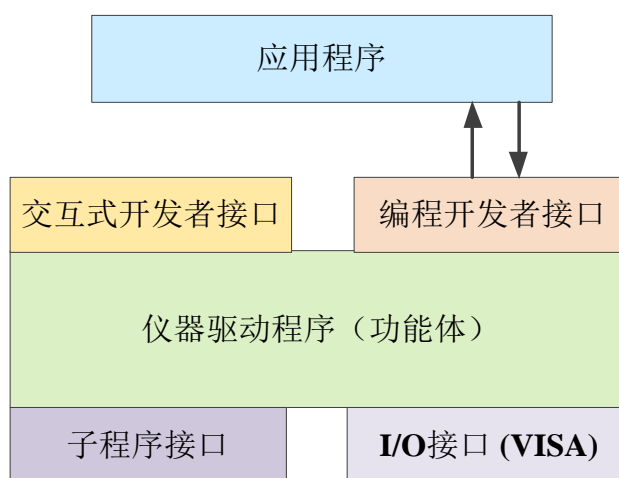 应用程序
交互式开发者接口
编程开发者接口
仪器驱动程序（功能体）
子程序接口
I/O接口 (VISA)